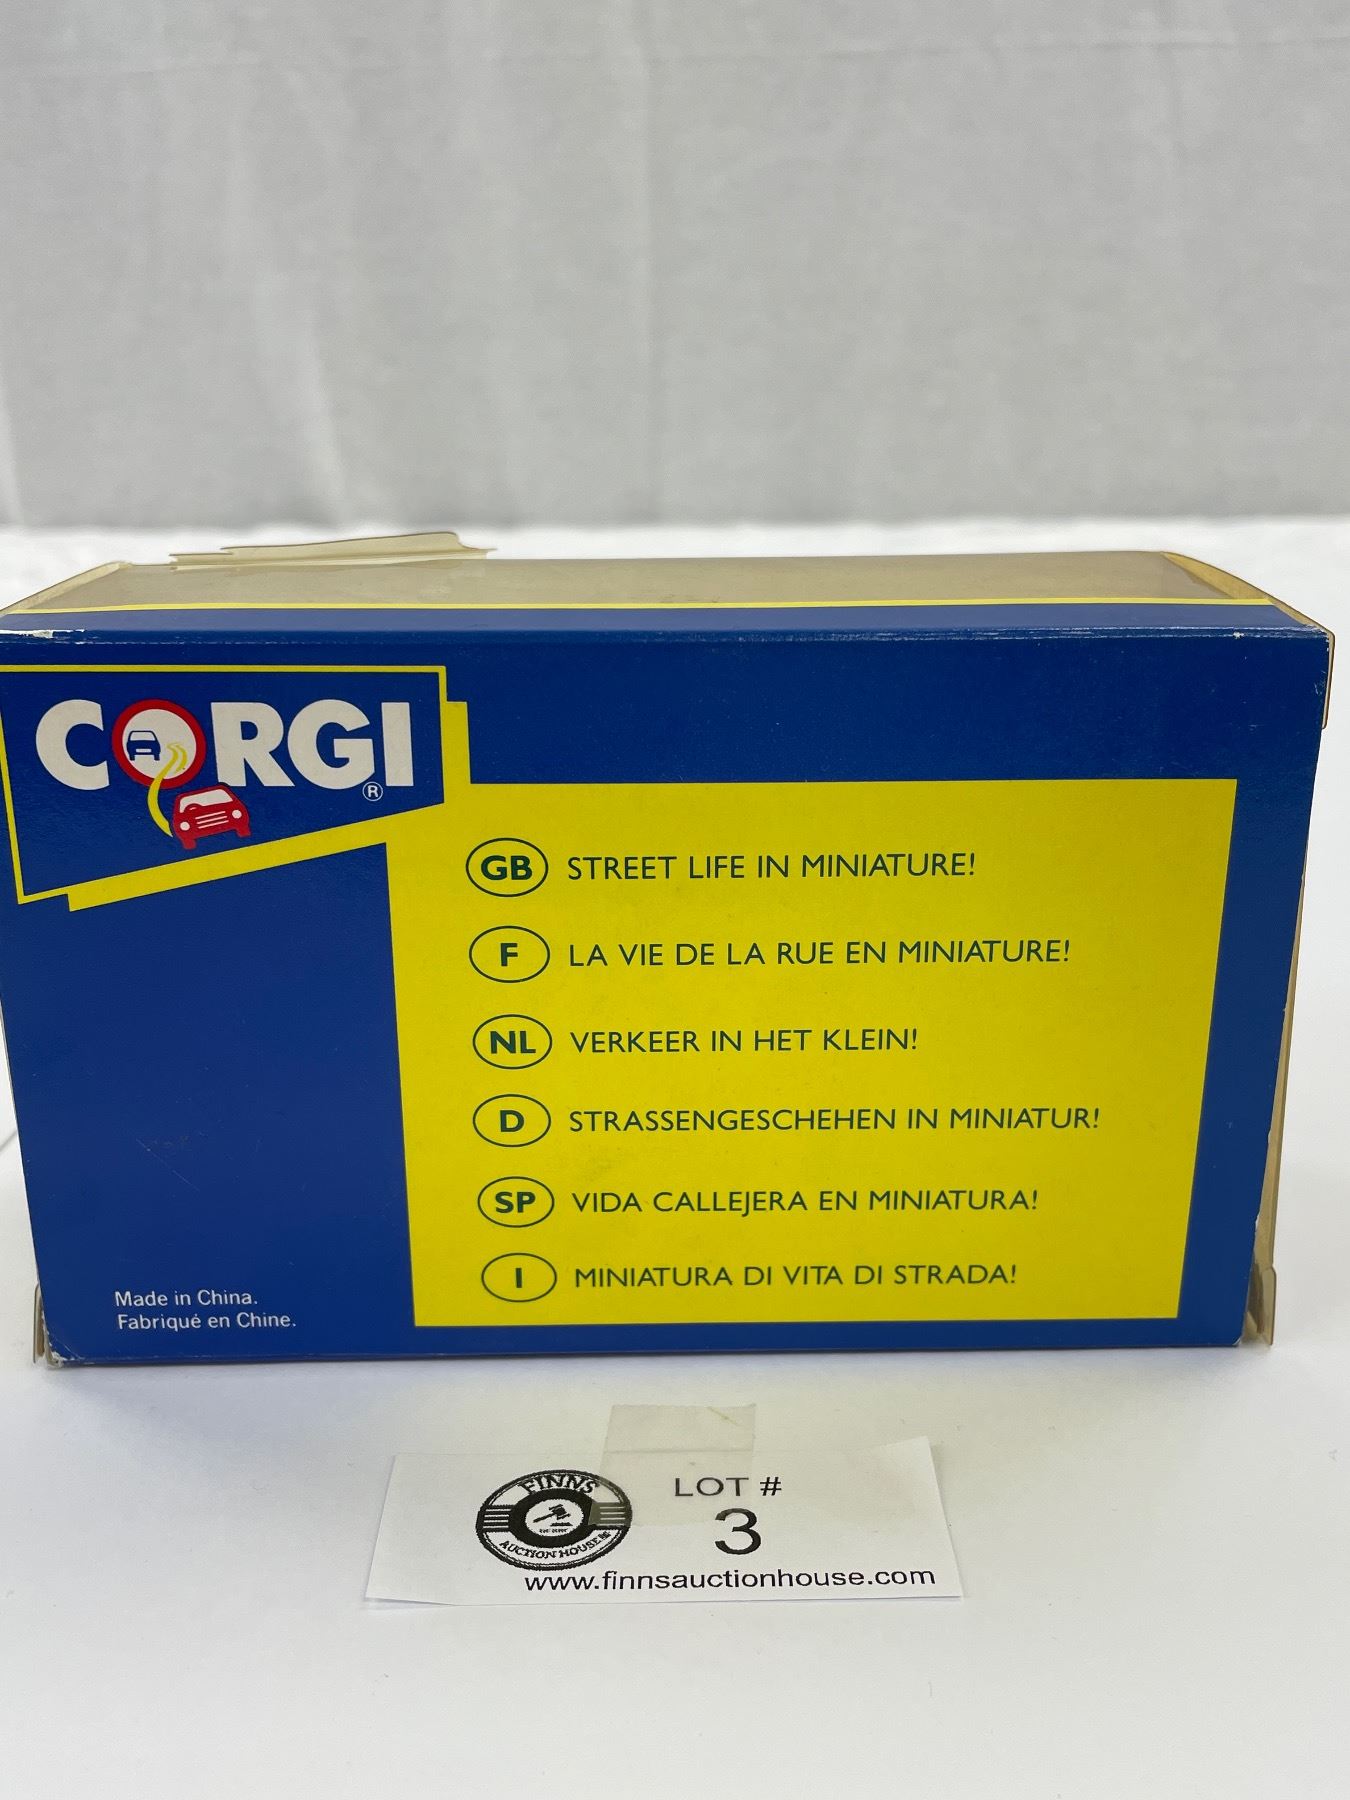 CORGI®
GB STREET LIFE IN MINIATURE!
F LA VIE DE LA RUE EN MINIATURE!
NL VERKEER IN HET KLEIN!
D STRASSENGESCHEHEN IN MINIATUR!
SP VIDA CALLEJERA EN MINIATURA!
I MINIATURA DI VITA DI STRADA!
Made in China.
Fabriqué en Chine.
FINNS
AUCTION HOUSE
LOT #
3
www.finnsauctionhouse.com